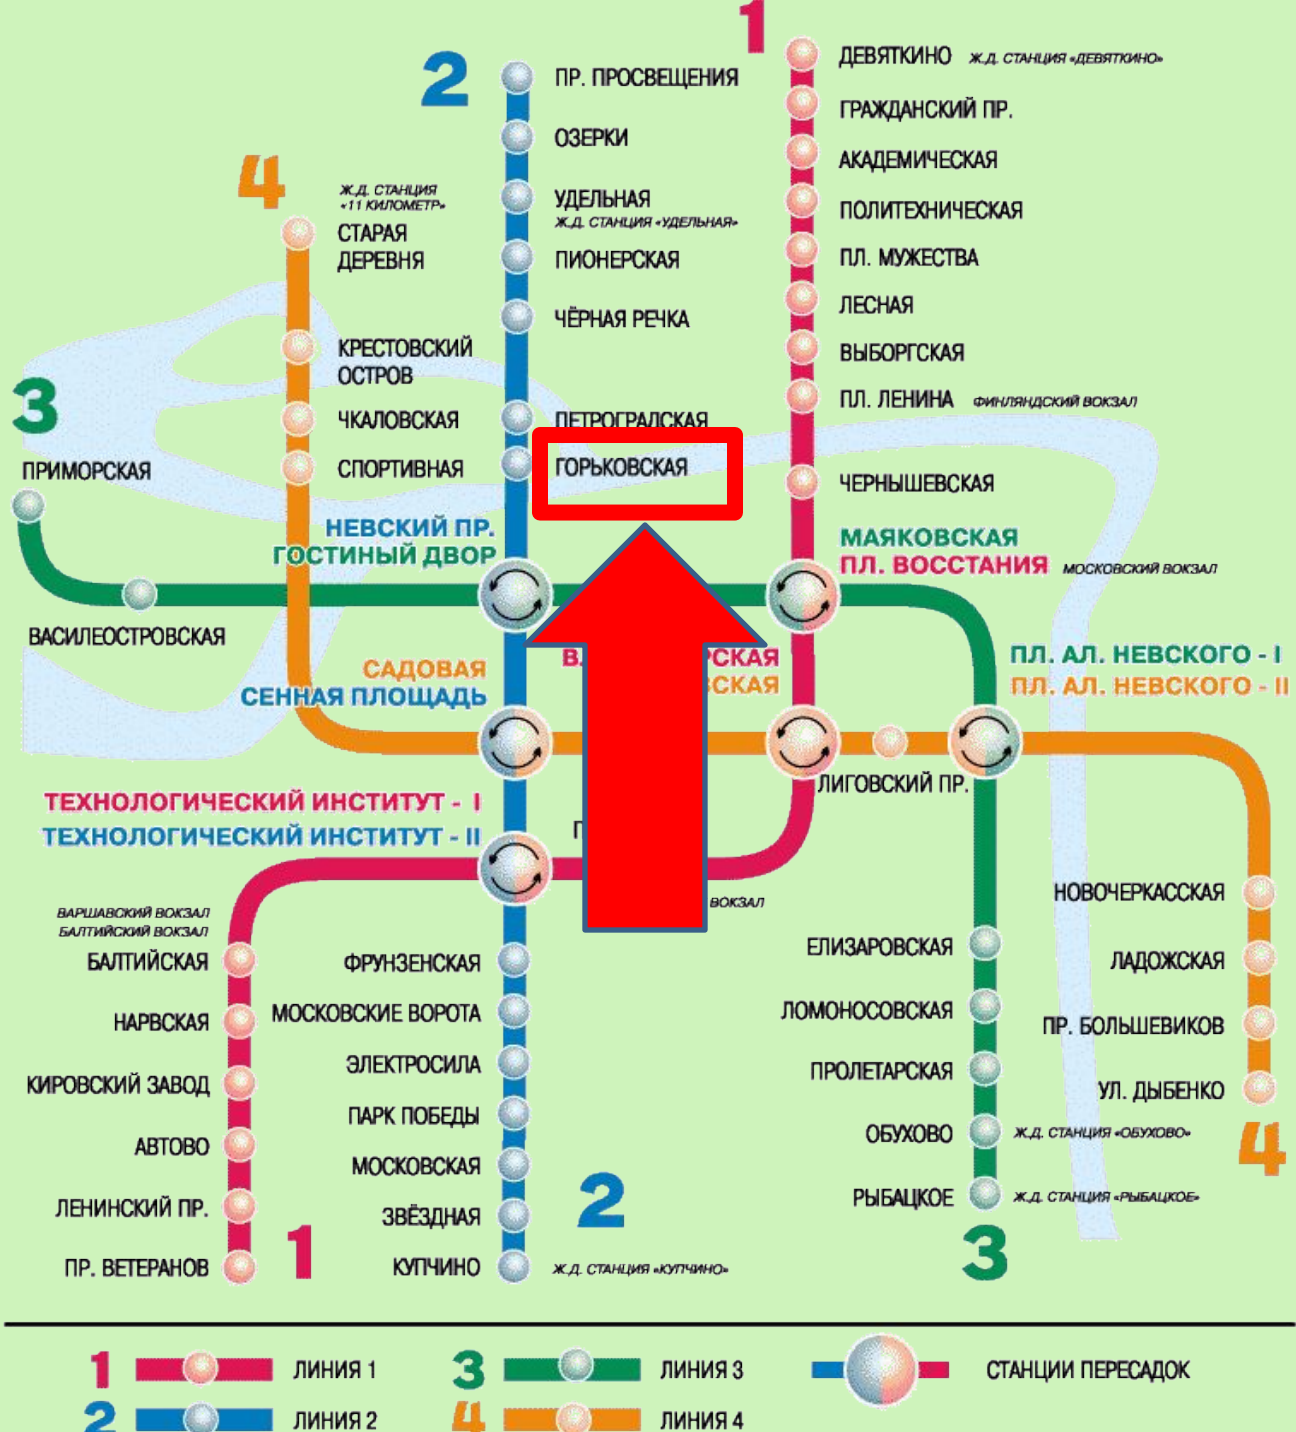 1
2
ДЕВЯТКИНО Ж.Д. СТАНЦИЯ «ДЕВЯТКИНО»
ПР. ПРОСВЕЩЕНИЯ
ГРАЖДАНСКИЙ ПР.
ОЗЕРКИ
АКАДЕМИЧЕСКАЯ
4
Ж.Д. СТАНЦИЯ
«11 КИЛОМЕТР»
СТАРАЯ
ДЕРЕВНЯ
УДЕЛЬНАЯ
Ж.Д. СТАНЦИЯ «УДЕЛЬНАЯ»
ПОЛИТЕХНИЧЕСКАЯ
ПИОНЕРСКАЯ
ПЛ. МУЖЕСТВА
ЧЁРНАЯ РЕЧКА
ЛЕСНАЯ
КРЕСТОВСКИЙ
ОСТРОВ
ВЫБОРГСКАЯ
3
ЧКАЛОВСКАЯ
ПЕТРОГРАДСКАЯ
ПЛ. ЛЕНИНА ФИНЛЯНДСКИЙ ВОКЗАЛ
ПРИМОРСКАЯ
СПОРТИВНАЯ
ГОРЬКОВСКАЯ
ЧЕРНЫШЕВСКАЯ
НЕВСКИЙ ПР.
ГОСТИНЫЙ ДВОР
МАЯКОВСКАЯ
ПЛ. ВОССТАНИЯ МОСКОВСКИЙ ВОКЗАЛ
ВАСИЛЕОСТРОВСКАЯ
САДОВАЯ
СЕННАЯ ПЛОЩАДЬ
ПЛ. АЛ. НЕВСКОГО - I
ПЛ. АЛ. НЕВСКОГО - II
ЛИГОВСКИЙ ПР.
ТЕХНОЛОГИЧЕСКИЙ ИНСТИТУТ - I
ТЕХНОЛОГИЧЕСКИЙ ИНСТИТУТ - II
ВОКЗАЛ
ВАРШАВСКИЙ ВОКЗАЛ
БАЛТИЙСКИЙ ВОКЗАЛ
БАЛТИЙСКАЯ
ФРУНЗЕНСКАЯ
ЕЛИЗАРОВСКАЯ
НОВОЧЕРКАССКАЯ
НАРВСКАЯ
МОСКОВСКИЕ ВОРОТА
ЛОМОНОСОВСКАЯ
ЛАДОЖСКАЯ
КИРОВСКИЙ ЗАВОД
ЭЛЕКТРОСИЛА
ПРОЛЕТАРСКАЯ
ПР. БОЛЬШЕВИКОВ
АВТОВО
ПАРК ПОБЕДЫ
ОБУХОВО Ж.Д. СТАНЦИЯ «ОБУХОВО»
УЛ. ДЫБЕНКО
4
ЛЕНИНСКИЙ ПР.
МОСКОВСКАЯ
2
РЫБАЦКОЕ Ж.Д. СТАНЦИЯ «РЫБАЦКОЕ»
3
ПР. ВЕТЕРАНОВ
1
ЗВЁЗДНАЯ
КУПЧИНО Ж.Д. СТАНЦИЯ «КУПЧИНО»
1 ЛИНИЯ 1
3 ЛИНИЯ 3
СТАНЦИИ ПЕРЕСАДОК
2 ЛИНИЯ 2
4 ЛИНИЯ 4